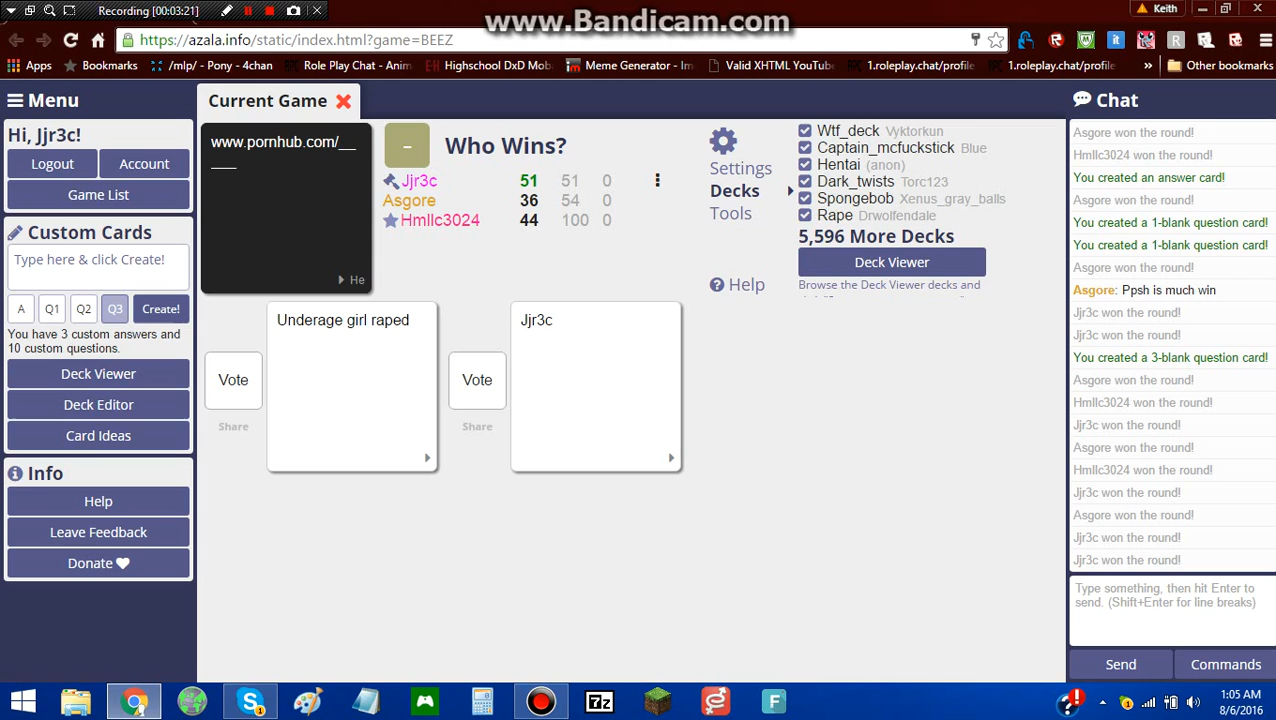 Recording [00:03:21]
www.Bandicam.com
Keith
https://azala.info/static/index.html?game=BEEZ
Apps
Bookmarks
/mlp/ - Pony - 4chan
Role Play Chat - Anim
Highschool DxD Mob
Meme Generator - Im
Valid XHTML YouTub
1.roleplay.chat/profile
1.roleplay.chat/profile
» Other bookmarks
Menu
Hi, Jjr3c!
Logout
Account
Game List
Custom Cards
Type here & click Create!
A
Q1
Q2
Q3
Create!
You have 3 custom answers and
10 custom questions.
Deck Viewer
Deck Editor
Card Ideas
Info
Help
Leave Feedback
Donate
Current Game
www.pornhub.com/__
___
He
–
Who Wins?
Jjr3c 51 51 0
Asgore 36 54 0
Hmllc3024 44 100 0
Settings
Decks
Tools
Help
Wtf_deck Vyktorkun
Captain_mcfuckstick Blue
Hentai (anon)
Dark_twists Torc123
Spongebob Xenus_gray_balls
Rape Drwolfendale
5,596 More Decks
Deck Viewer
Browse the Deck Viewer decks and
Vote
Share
Underage girl raped
Vote
Share
Jjr3c
Chat
Asgore won the round!
Hmllc3024 won the round!
You created an answer card!
Asgore won the round!
You created a 1-blank question card!
You created a 1-blank question card!
Asgore won the round!
Asgore: Ppsh is much win
Jjr3c won the round!
Jjr3c won the round!
You created a 3-blank question card!
Asgore won the round!
Hmllc3024 won the round!
Jjr3c won the round!
Asgore won the round!
Hmllc3024 won the round!
Jjr3c won the round!
Asgore won the round!
Jjr3c won the round!
Jjr3c won the round!
Type something, then hit Enter to
send. (Shift+Enter for line breaks)
Send
Commands
1:05 AM
8/6/2016